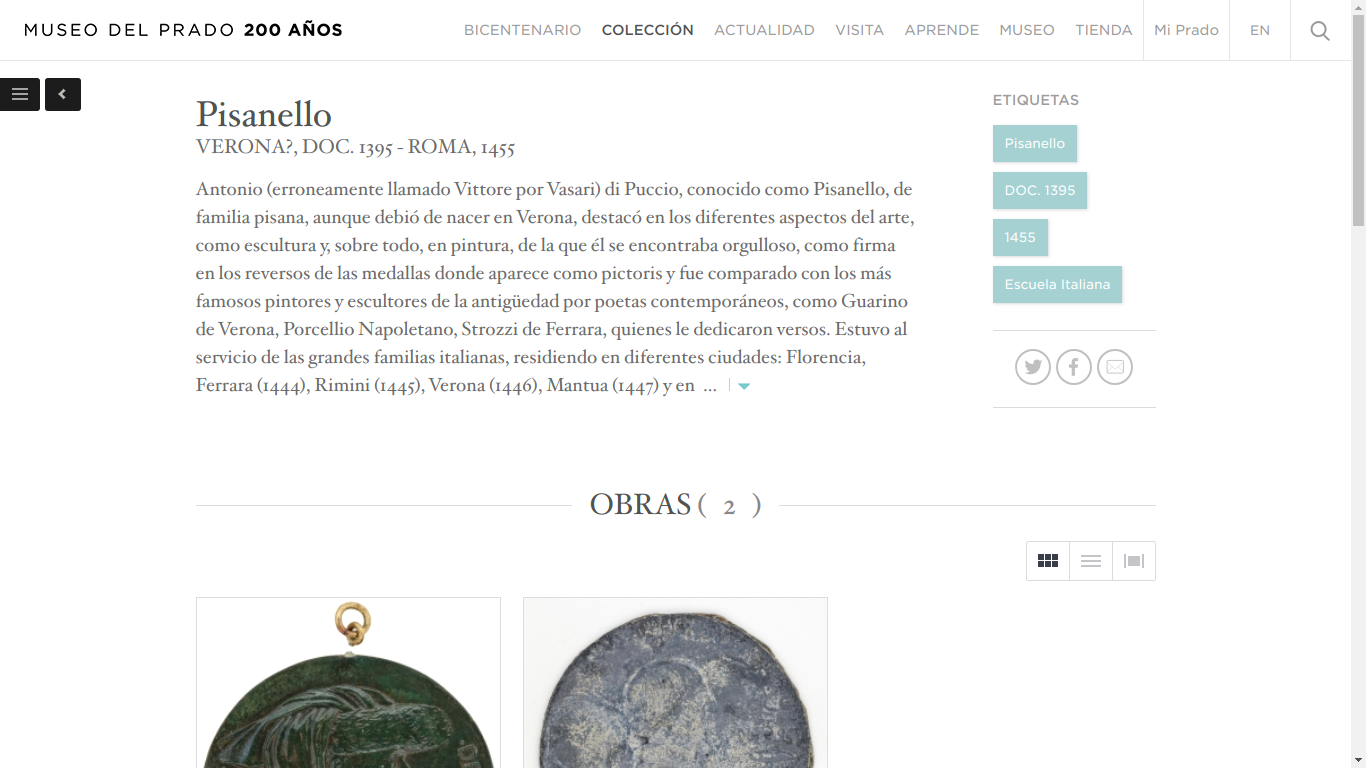 MUSEO DEL PRADO 200 AÑOS
BICENTENARIO COLECCIÓN ACTUALIDAD VISITA APRENDE MUSEO TIENDA Mi Prado EN
Pisanello
VERONA?, DOC. 1395 - ROMA, 1455
Antonio (erroneamente llamado Vittore por Vasari) di Puccio, conocido como Pisanello, de
familia pisana, aunque debió de nacer en Verona, destacó en los diferentes aspectos del arte,
como escultura y, sobre todo, en pintura, de la que él se encontraba orgulloso, como firma
en los reversos de las medallas donde aparece como pictoris y fue comparado con los más
famosos pintores y escultores de la antigüedad por poetas contemporáneos, como Guarino
de Verona, Porcellio Napoletano, Strozzi de Ferrara, quienes le dedicaron versos. Estuvo al
servicio de las grandes familias italianas, residiendo en diferentes ciudades: Florencia,
Ferrara (1444), Rimini (1445), Verona (1446), Mantua (1447) y en ...
ETIQUETAS
Pisanello
DOC. 1395
1455
Escuela Italiana
OBRAS ( 2 )